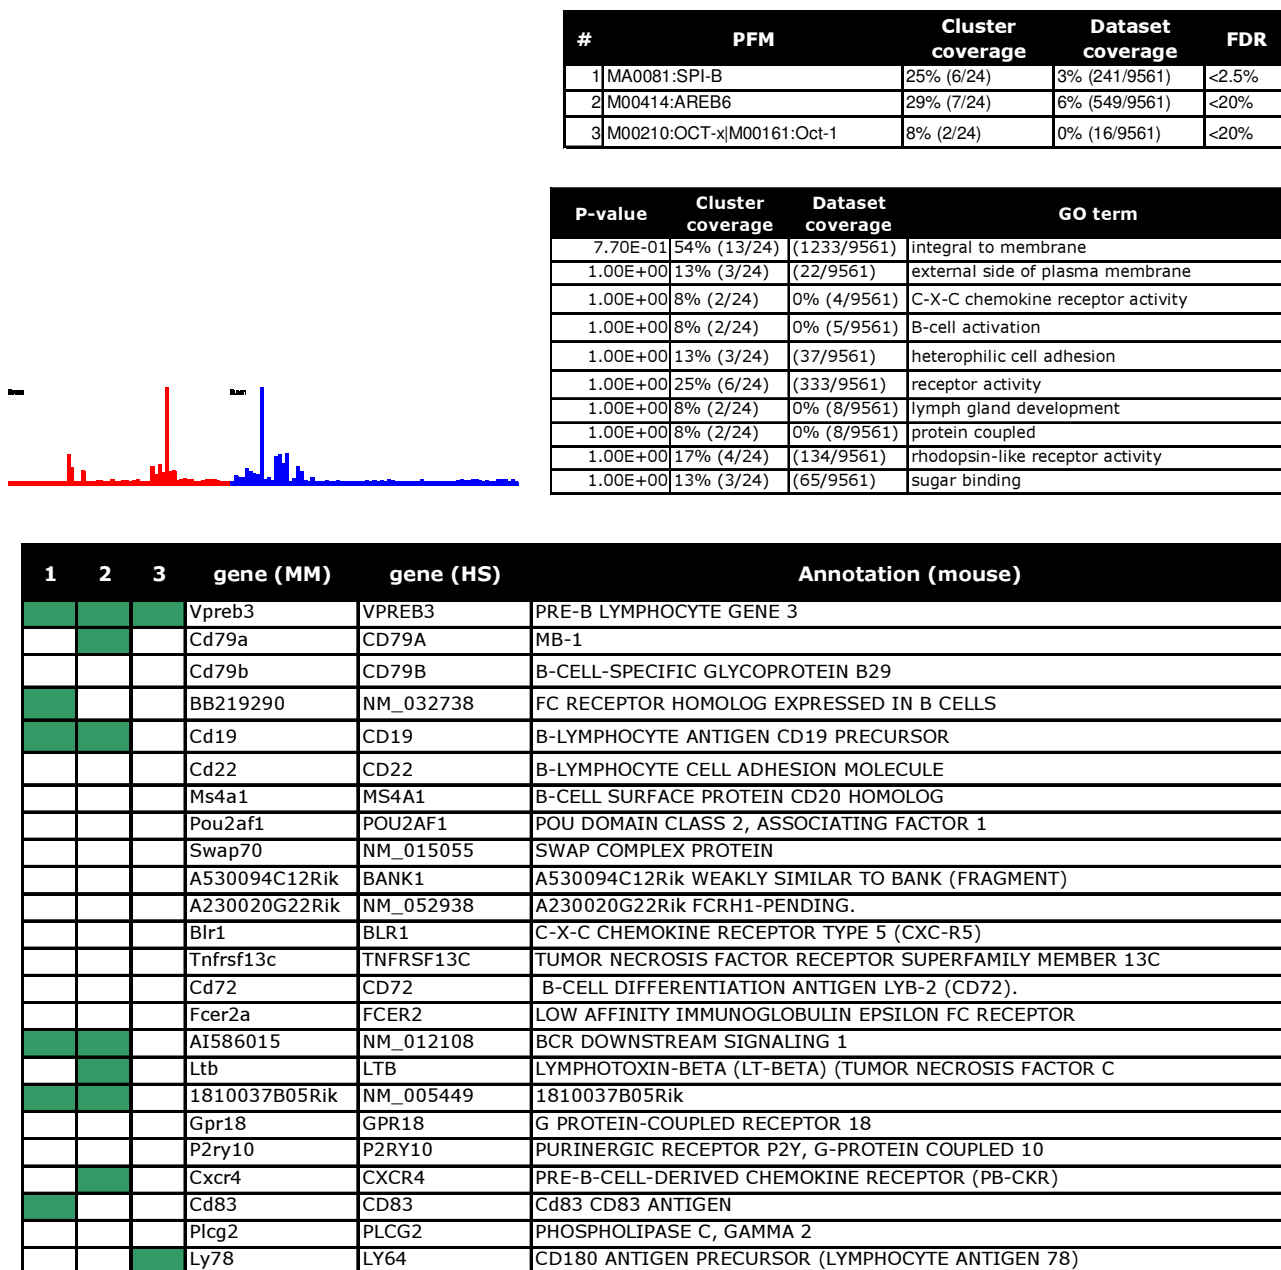 # PFM Cluster coverage Dataset coverage FDR
1 MA0081:SPI-B 25% (6/24) 3% (241/9561) <2.5%
2 M00414:AREB6 29% (7/24) 6% (549/9561) <20%
3 M00210:OCT-x|M00161:Oct-1 8% (2/24) 0% (16/9561) <20%
P-value Cluster coverage Dataset coverage GO term
7.70E-01 54% (13/24) (1233/9561) integral to membrane
1.00E+00 13% (3/24) (22/9561) external side of plasma membrane
1.00E+00 8% (2/24) 0% (4/9561) C-X-C chemokine receptor activity
1.00E+00 8% (2/24) 0% (5/9561) B-cell activation
1.00E+00 13% (3/24) (37/9561) heterophilic cell adhesion
1.00E+00 25% (6/24) (333/9561) receptor activity
1.00E+00 8% (2/24) 0% (8/9561) lymph gland development
1.00E+00 8% (2/24) 0% (8/9561) protein coupled
1.00E+00 17% (4/24) (134/9561) rhodopsin-like receptor activity
1.00E+00 13% (3/24) (65/9561) sugar binding
1 2 3 gene (MM) gene (HS) Annotation (mouse)
Vpreb3 VPREB3 PRE-B LYMPHOCYTE GENE 3
Cd79a CD79A MB-1
Cd79b CD79B B-CELL-SPECIFIC GLYCOPROTEIN B29
BB219290 NM_032738 FC RECEPTOR HOMOLOG EXPRESSED IN B CELLS
Cd19 CD19 B-LYMPHOCYTE ANTIGEN CD19 PRECURSOR
Cd22 CD22 B-LYMPHOCYTE CELL ADHESION MOLECULE
Ms4a1 MS4A1 B-CELL SURFACE PROTEIN CD20 HOMOLOG
Pou2af1 POU2AF1 POU DOMAIN CLASS 2, ASSOCIATING FACTOR 1
Swap70 NM_015055 SWAP COMPLEX PROTEIN
A530094C12Rik BANK1 A530094C12Rik WEAKLY SIMILAR TO BANK (FRAGMENT)
A230020G22Rik NM_052938 A230020G22Rik FCRH1-PENDING.
Blr1 BLR1 C-X-C CHEMOKINE RECEPTOR TYPE 5 (CXC-R5)
Tnfrsf13c TNFRSF13C TUMOR NECROSIS FACTOR RECEPTOR SUPERFAMILY MEMBER 13C
Cd72 CD72 B-CELL DIFFERENTIATION ANTIGEN LYB-2 (CD72).
Fcer2a FCER2 LOW AFFINITY IMMUNOGLOBULIN EPSILON FC RECEPTOR
AI586015 NM_012108 BCR DOWNSTREAM SIGNALING 1
Ltb LTB LYMPHOTOXIN-BETA (LT-BETA) (TUMOR NECROSIS FACTOR C
1810037B05Rik NM_005449 1810037B05Rik
Gpr18 GPR18 G PROTEIN-COUPLED RECEPTOR 18
P2ry10 P2RY10 PURINERGIC RECEPTOR P2Y, G-PROTEIN COUPLED 10
Cxcr4 CXCR4 PRE-B-CELL-DERIVED CHEMOKINE RECEPTOR (PB-CKR)
Cd83 CD83 Cd83 CD83 ANTIGEN
Plcg2 PLCG2 PHOSPHOLIPASE C, GAMMA 2
Ly78 LY64 CD180 ANTIGEN PRECURSOR (LYMPHOCYTE ANTIGEN 78)